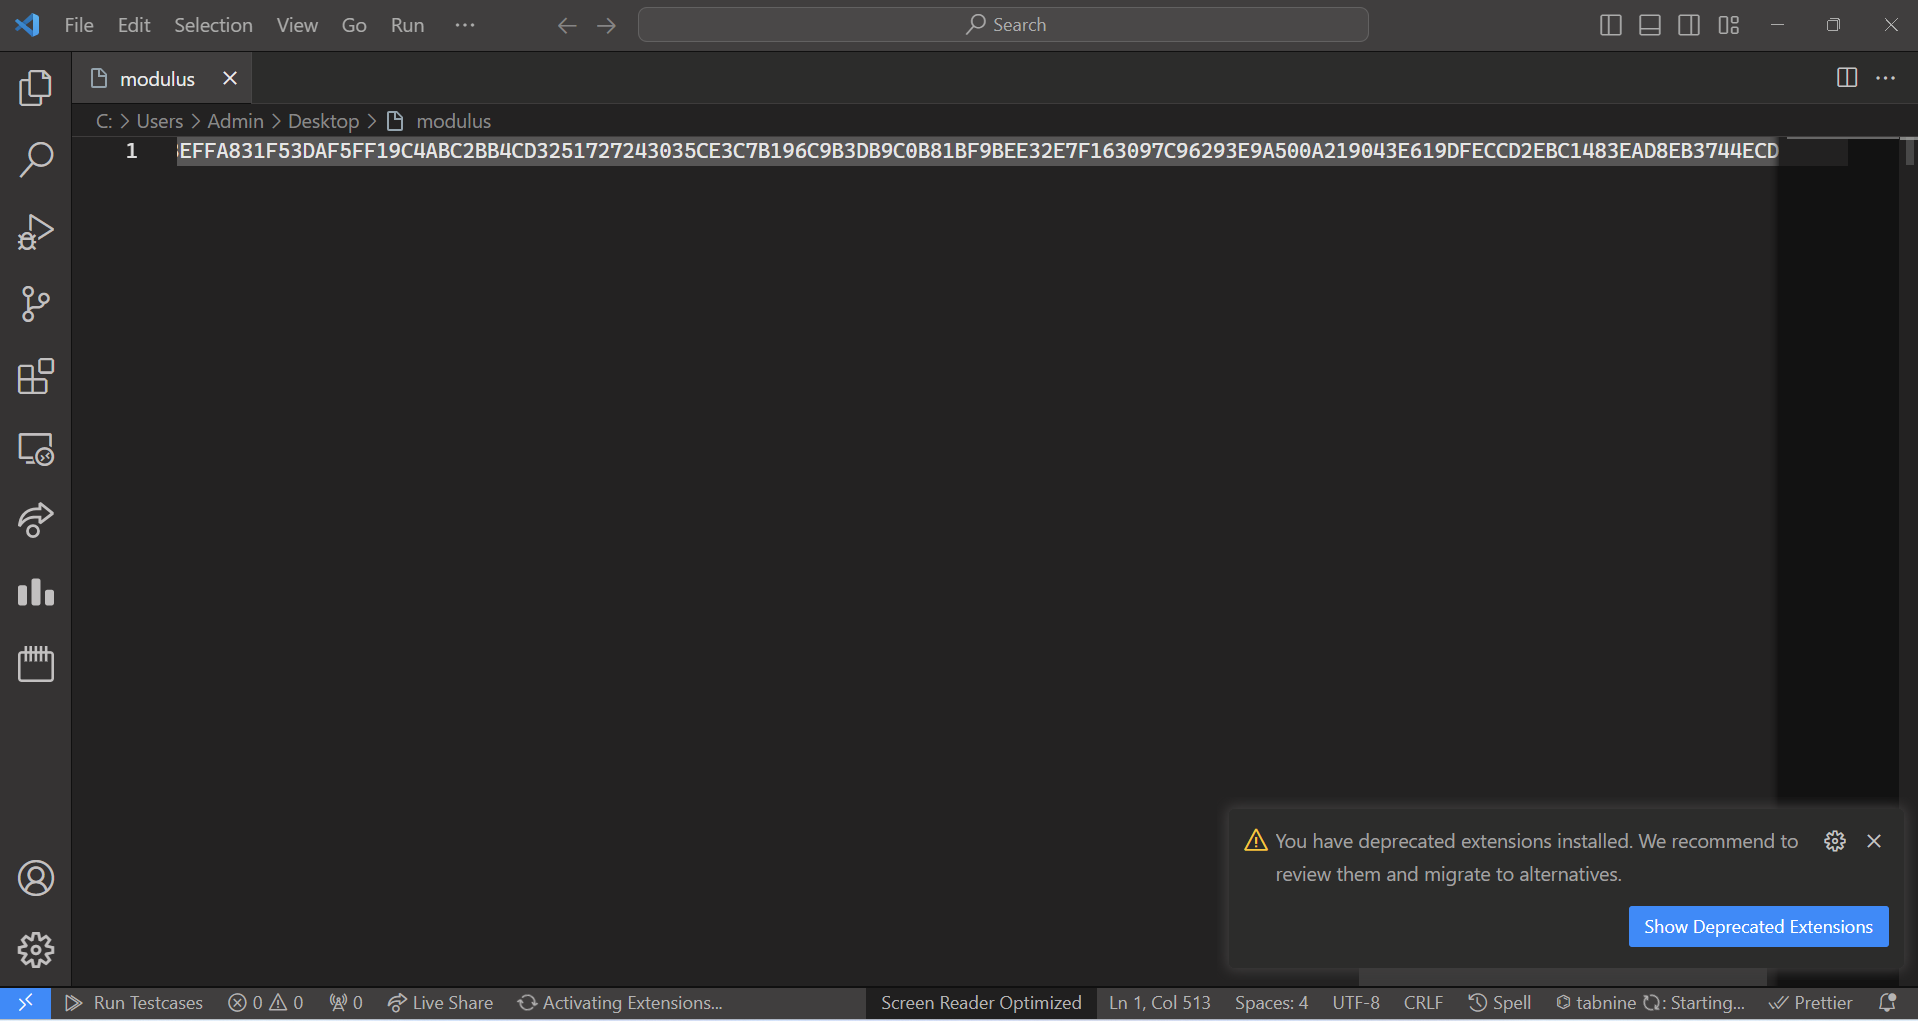 File Edit Selection View Go Run ··· Search
modulus
C: > Users > Admin > Desktop > modulus
1 EFFA831F53DAF5FF19C4ABC2BB4CD3251727243035CE3C7B196C9B3DB9C0B81BF9BEE32E7F163097C96293E9A500A219043E619DFECCD2EBC1483EAD8EB3744ECD
You have deprecated extensions installed. We recommend to
review them and migrate to alternatives.
Show Deprecated Extensions
Run Testcases 0 0 0 Live Share Activating Extensions... Screen Reader Optimized Ln 1, Col 513 Spaces: 4 UTF-8 CRLF Spell tabnine : Starting... Prettier